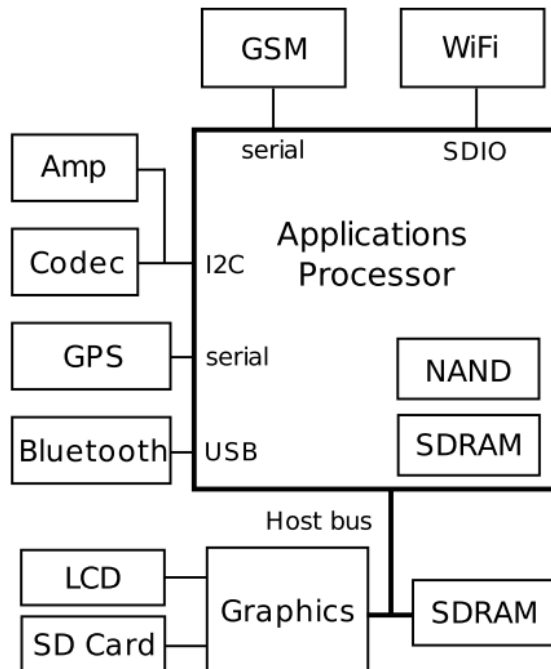 GSM
WiFi
serial
SDIO
Amp
Applications
Processor
Codec
I2C
GPS
serial
NAND
Bluetooth
USB
SDRAM
Host bus
LCD
Graphics
SDRAM
SD Card